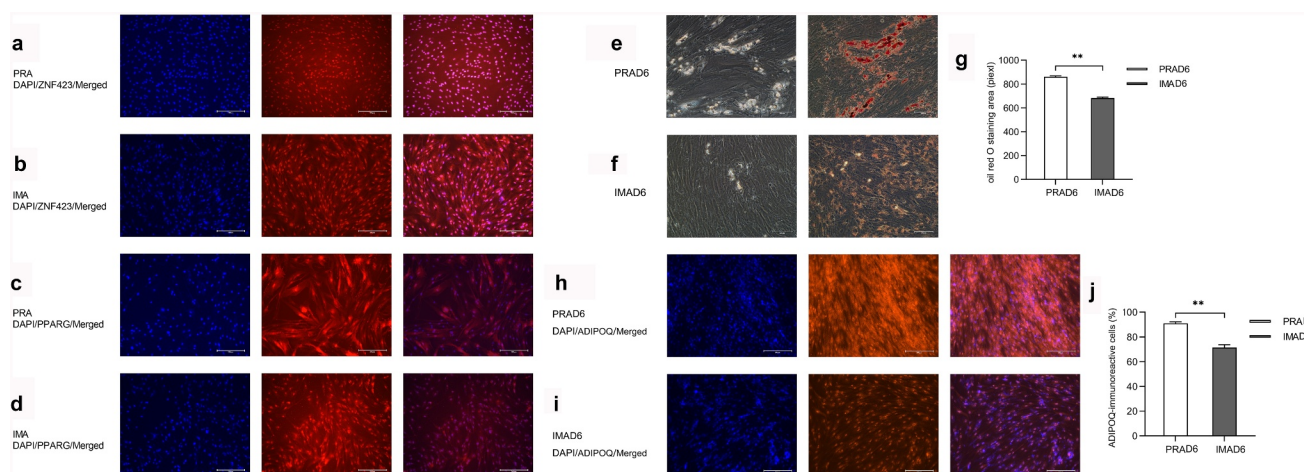 a
PRA
DAPI/ZNF423/Merged
b
IMA
DAPI/ZNF423/Merged
c
PRA
DAPI/PPARG/Merged
d
IMA
DAPI/PPARG/Merged
e
PRAD6
f
IMAD6
g
oil red O staining area (piexl)
1000
800
600
400
200
0
**
PRAD6
IMAD6
PRAD6
IMAD6
h
PRAD6
DAPI/ADIPOQ/Merged
i
IMAD6
DAPI/ADIPOQ/Merged
j
ADIPOQ-immunoreactive cells (%)
100
80
60
40
20
0
**
PRAD6
IMAD6
PRA
IMAD